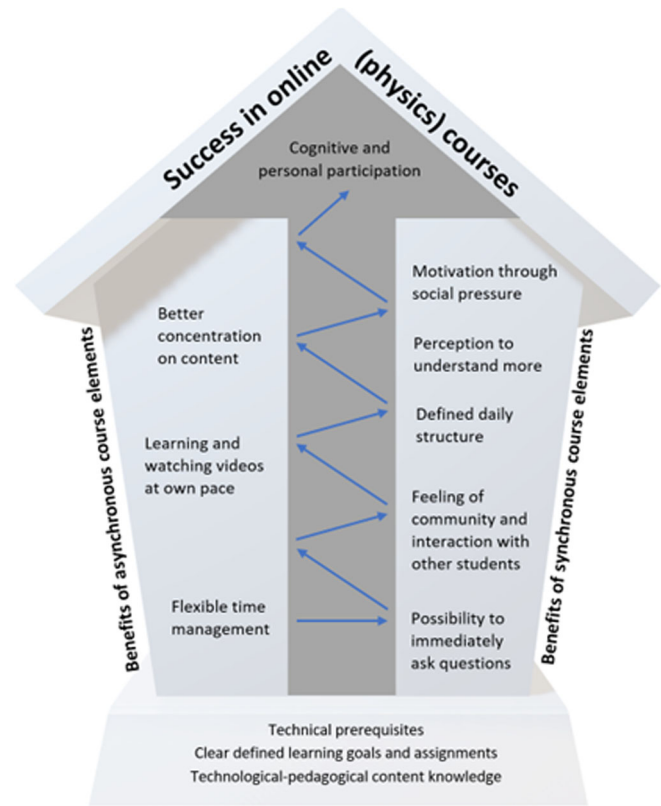 Success in online
(physics) courses
Cognitive and
personal participation
Benefits of asynchronous course elements
Better
concentration
on content
Learning and
watching videos
at own pace
Flexible time
management
Motivation through
social pressure
Perception to
understand more
Defined daily
structure
Feeling of
community and
interaction with
other students
Possibility to
immediately
ask questions
Benefits of synchronous course elements
Technical prerequisites
Clear defined learning goals and assignments
Technological-pedagogical content knowledge